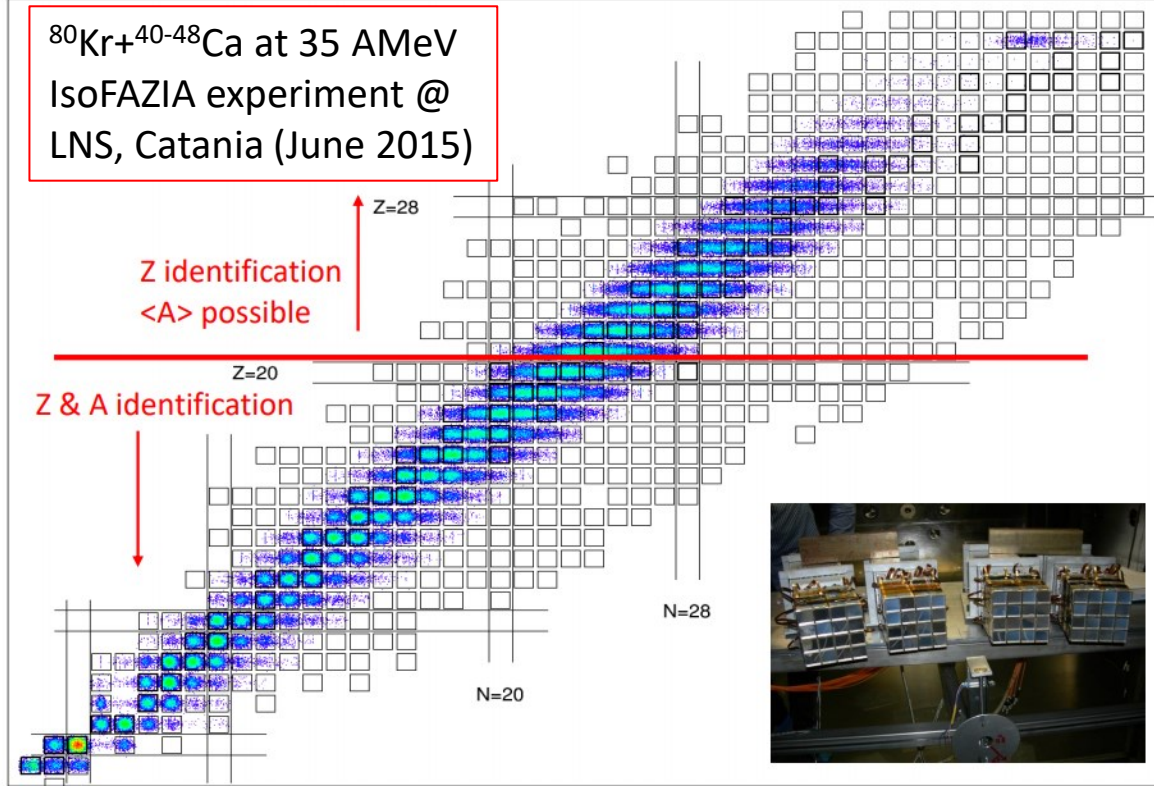 ⁸⁰Kr+⁴⁰⁻⁴⁸Ca at 35 AMeV
IsoFAZIA experiment @
LNS, Catania (June 2015)
Z=28
Z identification
<A> possible
Z=20
Z & A identification
N=28
N=20